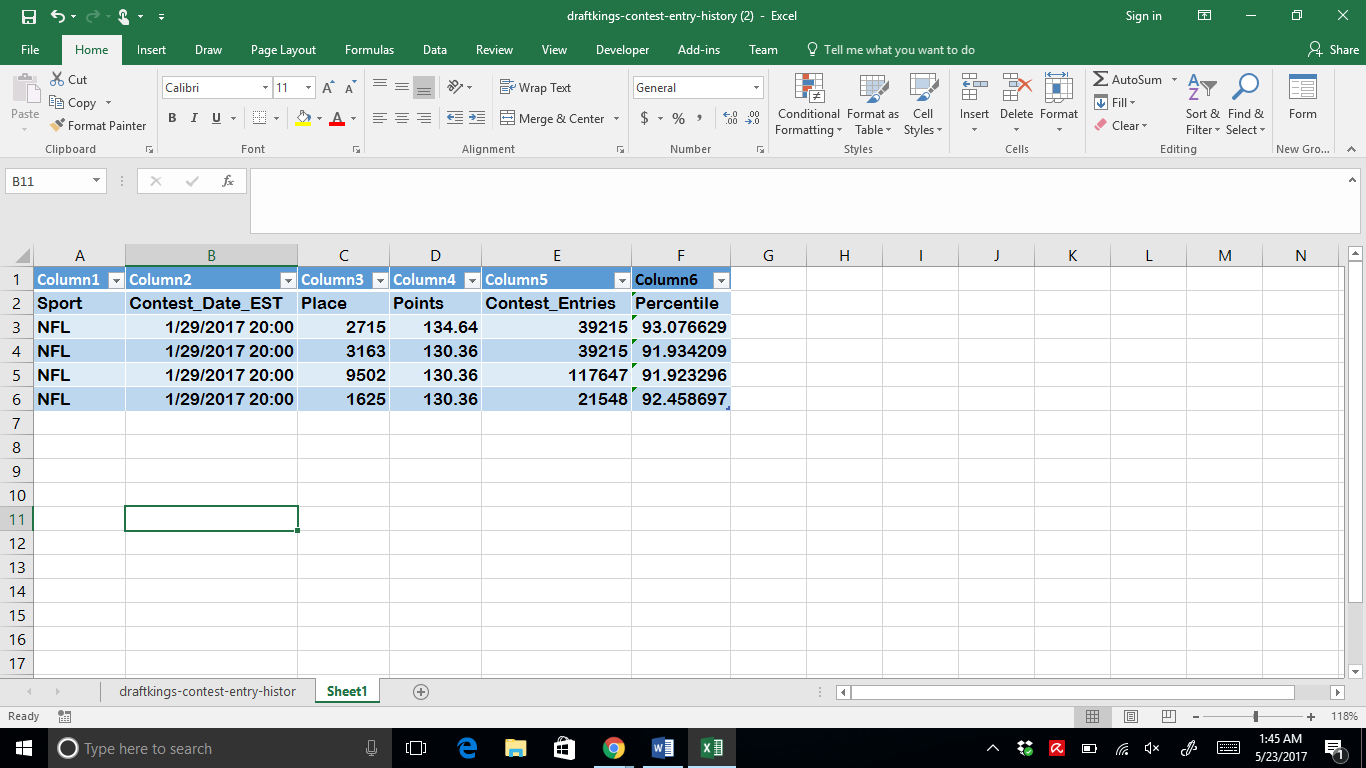 draftkings-contest-entry-history (2) - Excel
Sign in
File Home Insert Draw Page Layout Formulas Data Review View Developer Add-ins Team Tell me what you want to do Share
Paste
Cut
Copy
Format Painter
Clipboard
Calibri 11 A A
B I U A
Font
Wrap Text
Merge & Center
Alignment
General
$ % , .0 .00 .00 .0
Number
Conditional Formatting
Format as Table
Cell Styles
Styles
Insert
Delete
Format
Cells
AutoSum
Fill
Clear
Sort & Filter
Find & Select
Editing
Form
New Gro...
B11 fx
A B C D E F G H I J K L M N
1 Column1 Column2 Column3 Column4 Column5 Column6
2 Sport Contest_Date_EST Place Points Contest_Entries Percentile
3 NFL 1/29/2017 20:00 2715 134.64 39215 93.076629
4 NFL 1/29/2017 20:00 3163 130.36 39215 91.934209
5 NFL 1/29/2017 20:00 9502 130.36 117647 91.923296
6 NFL 1/29/2017 20:00 1625 130.36 21548 92.458697
7
8
9
10
11
12
13
14
15
16
17
draftkings-contest-entry-histor Sheet1
Ready 118%
Type here to search
1:45 AM
5/23/2017
1